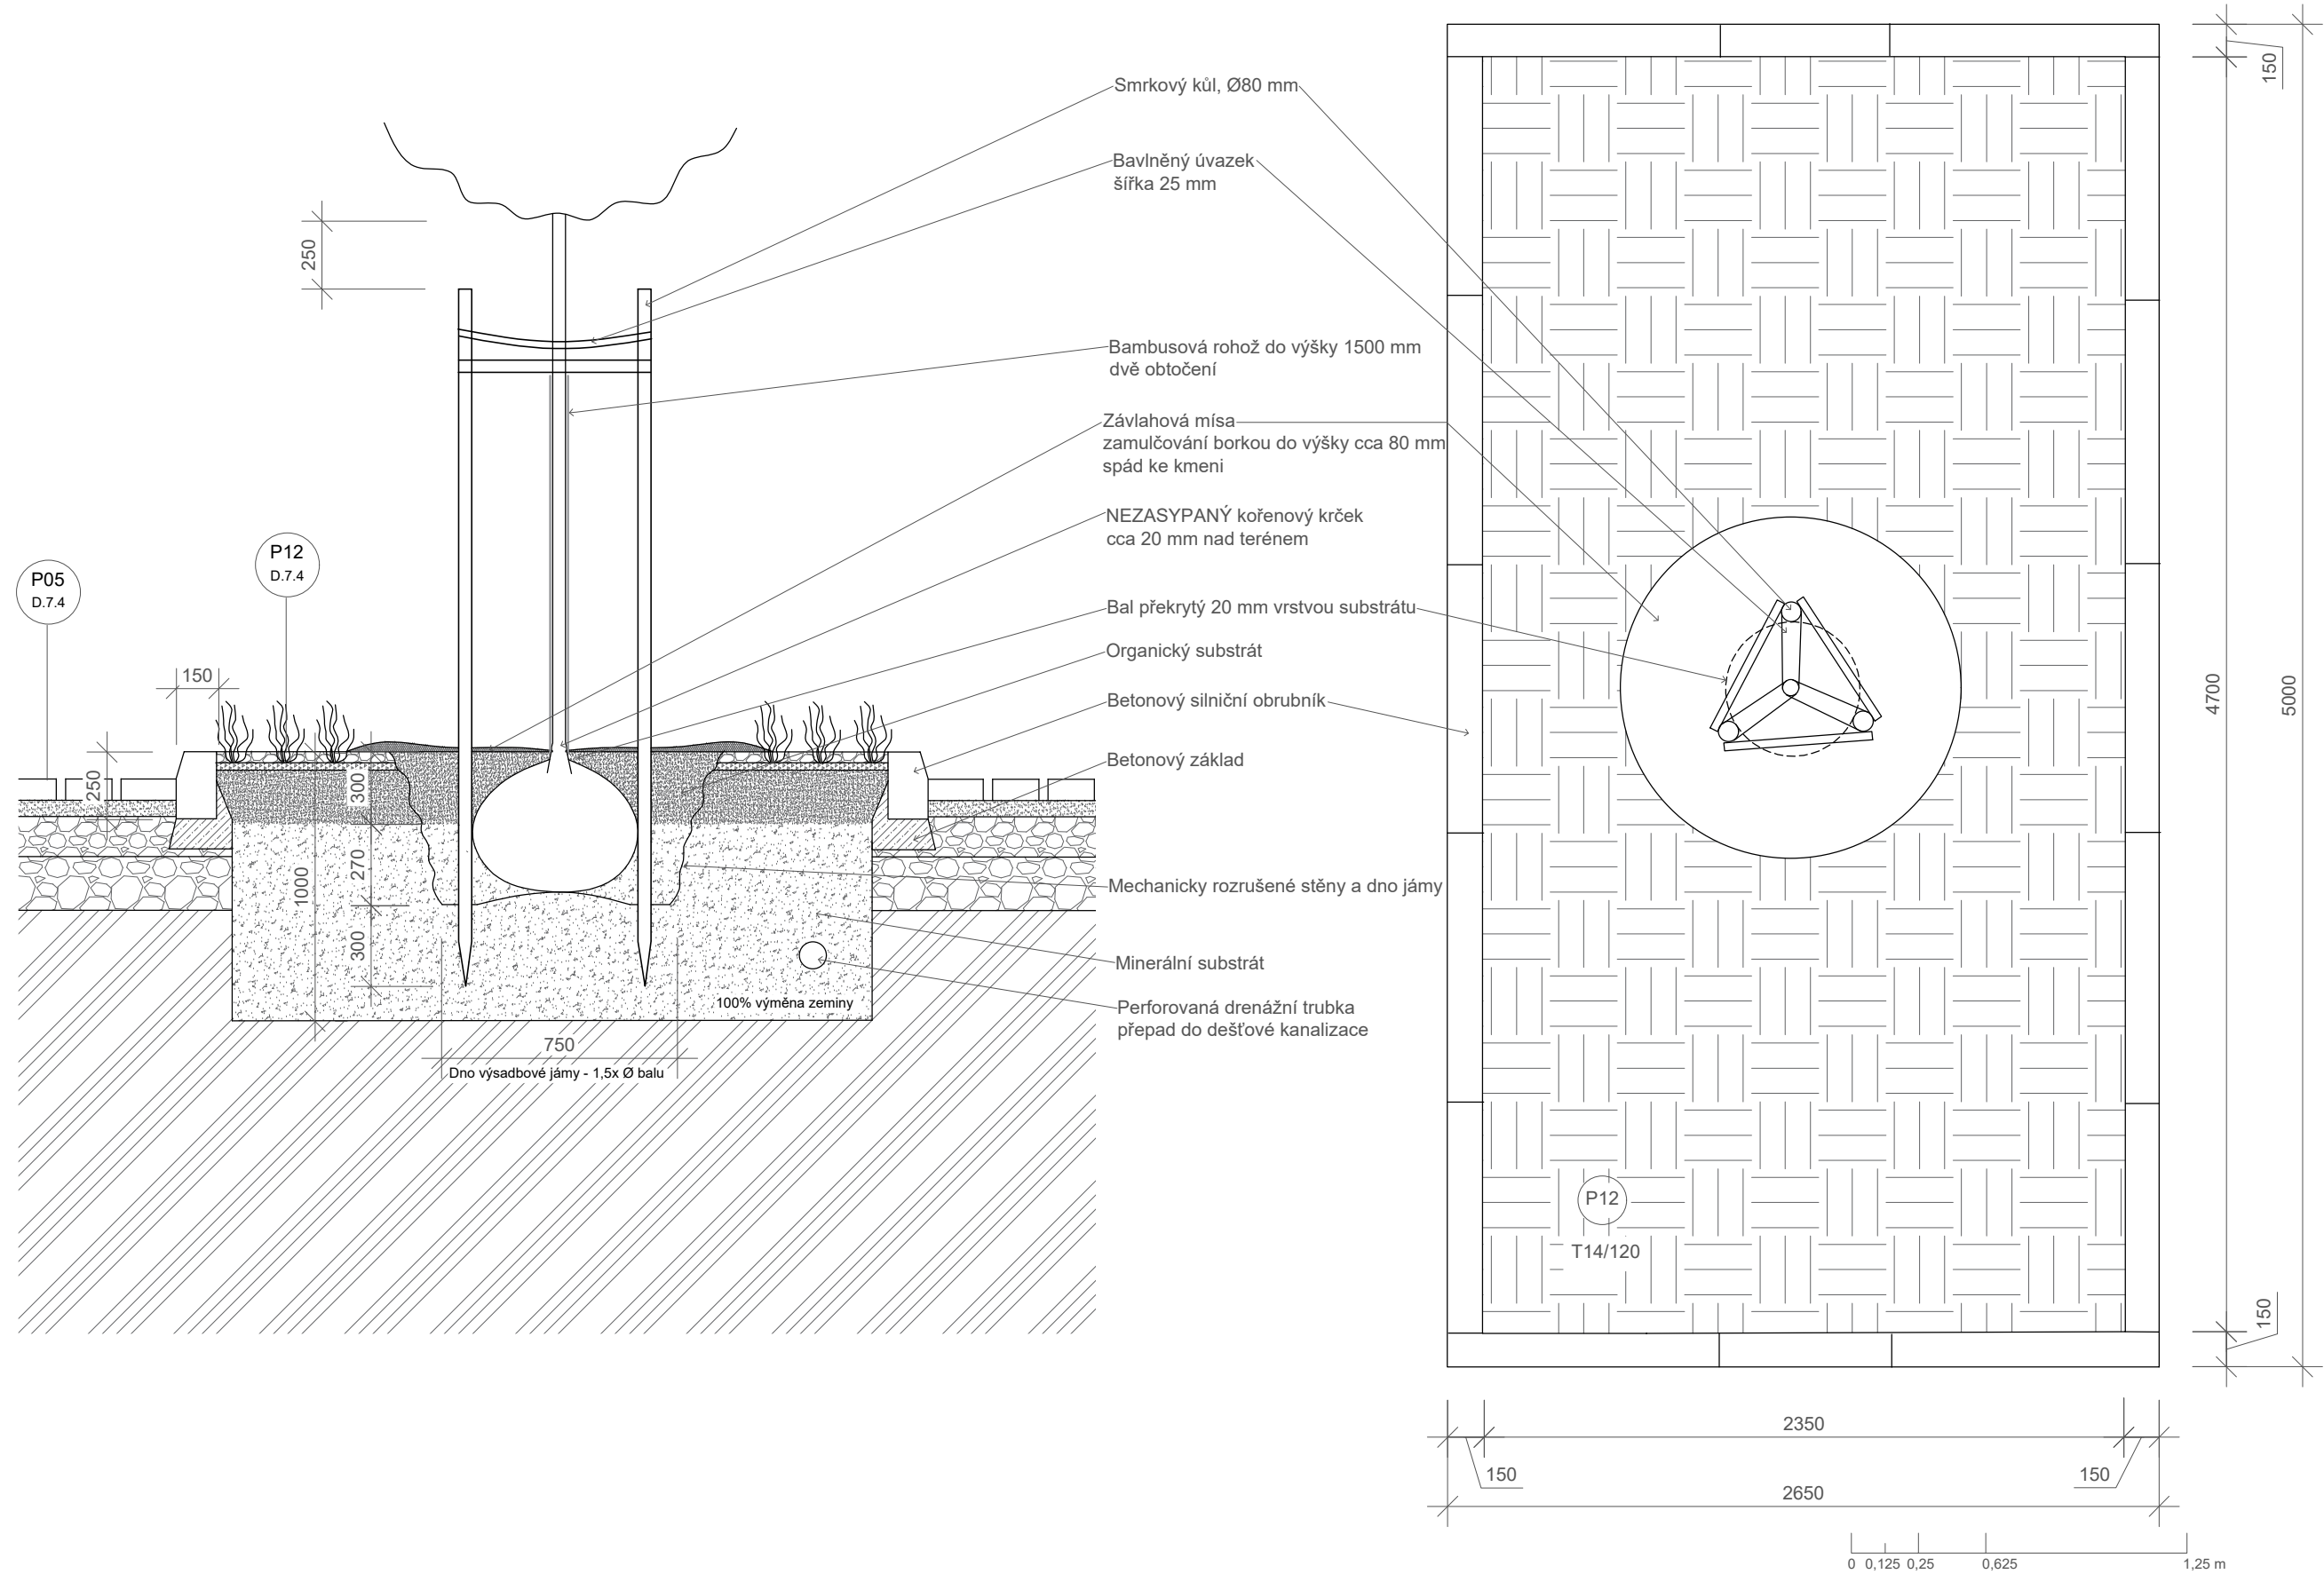 Smrkový kůl, Ø80 mm
Bavlněný úvazek
šířka 25 mm
Bambusová rohož do výšky 1500 mm
dvě obtočení
Závlahová mísa
zamulčování borkou do výšky cca 80 mm
spád ke kmeni
NEZASYPANÝ kořenový krček
cca 20 mm nad terénem
Bal překrytý 20 mm vrstvou substrátu
Organický substrát
Betonový silniční obrubník
Betonový základ
Mechanicky rozrušené stěny a dno jámy
Minerální substrát
Perforovaná drenážní trubka
přepad do dešťové kanalizace
250
P05
D.7.4
P12
D.7.4
150
250
300
270
1000
300
100% výměna zeminy
750
Dno výsadbové jámy - 1,5x Ø balu
150
4700
5000
P12
T14/120
150
2350
150
150
2650
0
0,125
0,25
0,625
1,25 m